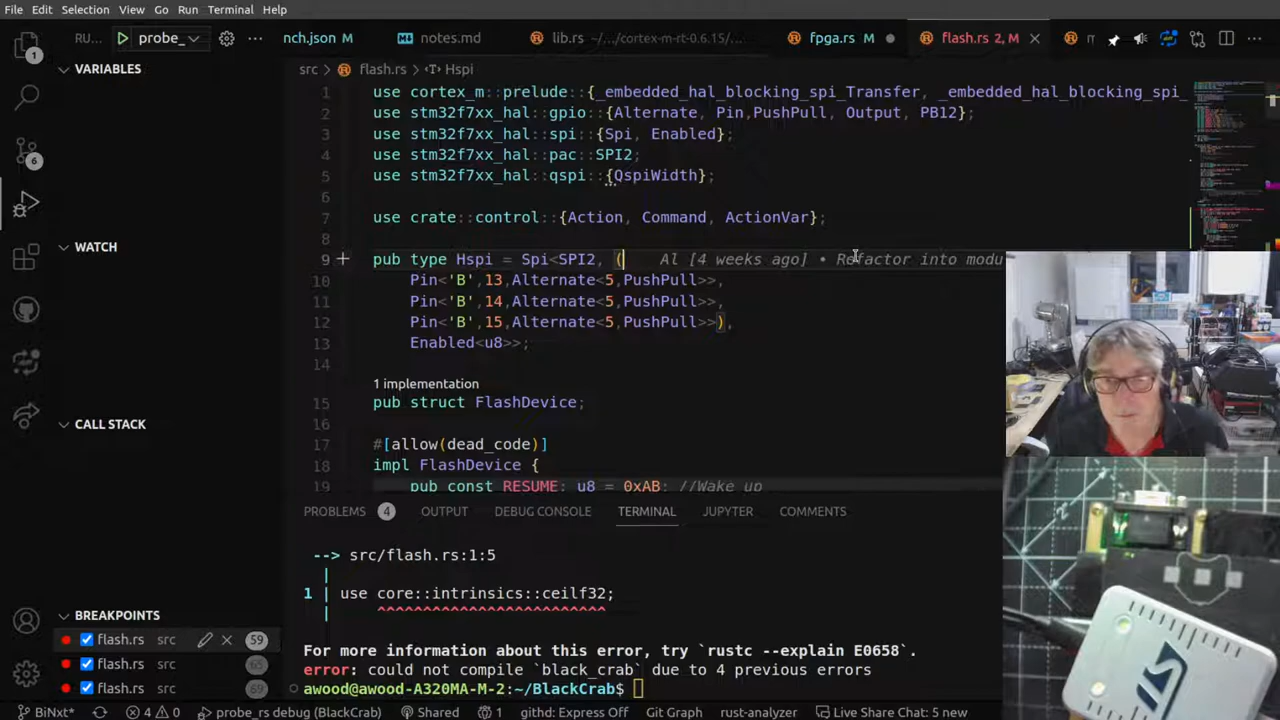 File Edit Selection View Go Run Terminal Help
RU... probe_ ... nch.json M notes.md lib.rs ~/.../cortex-m-rt-0.6.15/... fpga.rs M flash.rs 2, M
1
VARIABLES
src flash.rs Hspi
1 use cortex_m::prelude::{_embedded_hal_blocking_spi_Transfer, _embedded_hal_blocking_spi_
2 use stm32f7xx_hal::gpio::{Alternate, Pin,PushPull, Output, PB12};
3 use stm32f7xx_hal::spi::{Spi, Enabled};
4 use stm32f7xx_hal::pac::SPI2;
6
5 use stm32f7xx_hal::qspi::{QspiWidth};
6
7 use crate::control::{Action, Command, ActionVar};
8
WATCH
9 pub type Hspi = Spi<SPI2, ( Al [4 weeks ago] • Refactor into modu
10 Pin<'B',13,Alternate<5,PushPull>>,
11 Pin<'B',14,Alternate<5,PushPull>>,
12 Pin<'B',15,Alternate<5,PushPull>>),
13 Enabled<u8>>;
14
1 implementation
15 pub struct FlashDevice;
16
CALL STACK
17 #[allow(dead_code)]
18 impl FlashDevice {
19 pub const RESUME: u8 = 0xAB; //Wake up
PROBLEMS 4 OUTPUT DEBUG CONSOLE TERMINAL JUPYTER COMMENTS
--> src/flash.rs:1:5
|
1 | use core::intrinsics::ceilf32;
| ^^^^^^^^^^^^^^^^^^^^^^^^^
BREAKPOINTS
flash.rs src 59
For more information about this error, try `rustc --explain E0658`.
flash.rs src 65
error: could not compile `black_crab` due to 4 previous errors
flash.rs src 69
awood@awood-A320MA-M-2:~/BlackCrab$
BiNxt* 4 0 probe_rs debug (BlackCrab) Shared 1 githd: Express Off Git Graph rust-analyzer Live Share Chat: 5 new